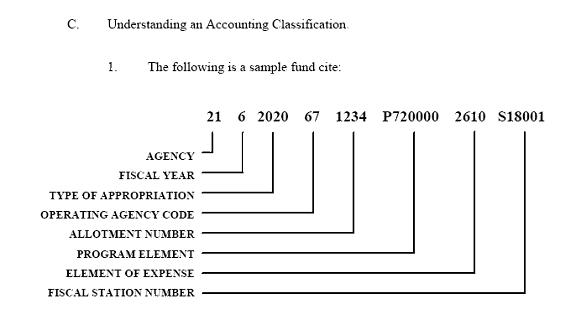 C. Understanding an Accounting Classification.
1. The following is a sample fund cite:
21 6 2020 67 1234 P720000 2610 S18001
AGENCY
FISCAL YEAR
TYPE OF APPROPRIATION
OPERATING AGENCY CODE
ALLOTMENT NUMBER
PROGRAM ELEMENT
ELEMENT OF EXPENSE
FISCAL STATION NUMBER